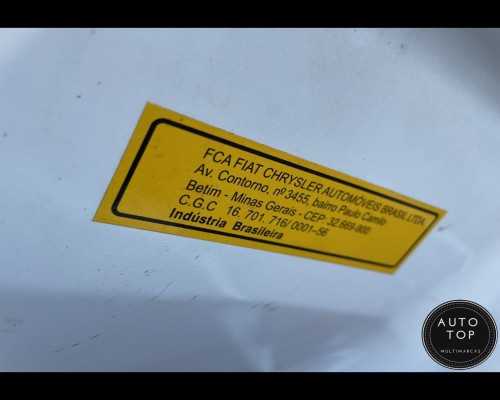 FCA FIAT CHRYSLER AUTOMÓVEIS BRASIL LTDA.
Av. Contorno, nº 3455, bairro Paulo Camilo
Betim - Minas Gerais - CEP 32.669-900
C.G.C 16. 701. 716/ 0001-56
Indústria Brasileira
AUTO
TOP
MULTIMARCAS